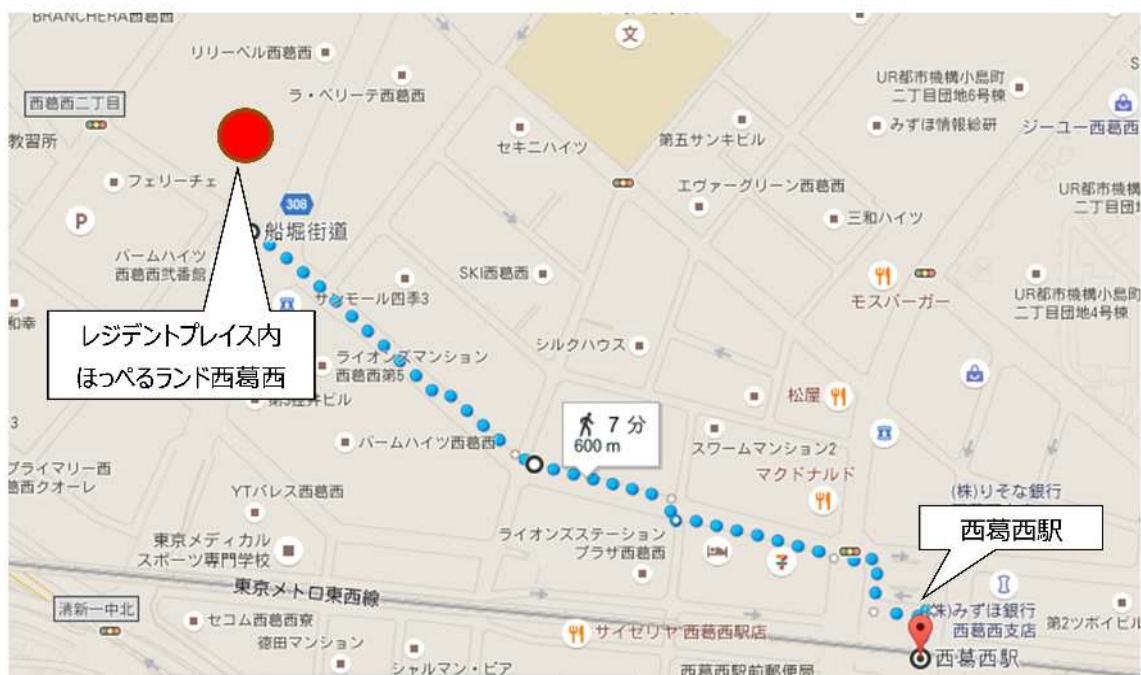 BRANCHERA西葛西
リリーベル西葛西
ラ・ベリーテ西葛西
文
UR都市機構小島町
二丁目団地6号棟
みずほ情報総研
ジーユー西葛西
西葛西二丁目
教習所
セキニハイツ
第五サンキビル
フェリーチェ
エヴァーグリーン西葛西
UR都市機構
二丁目団地
P
308
船堀街道
三和ハイツ
パームハイツ
西葛西弐番館
SKI西葛西
モスバーガー
UR都市機構小島町
二丁目団地4号棟
和幸
サンモール四季3
レジデントプレイス内
ほっぺるランド西葛西
ライオンズマンション
西葛西第5
シルクハウス
松屋
7 分
600 m
パームハイツ西葛西
スワームマンション2
マクドナルド
プライマリー西
葛西クオーレ
YTパレス西葛西
(株)りそな銀行
西葛西駅
東京メディカル
スポーツ専門学校
ライオンズステーション
プラザ西葛西
東京メトロ東西線
清新一中北
セコム西葛西寮
徳田マンション
サイゼリヤ 西葛西駅店
(株)みずほ銀行
西葛西支店
第2ツボイビル
シャルマン・ピア
西葛西駅前郵便局
西葛西駅